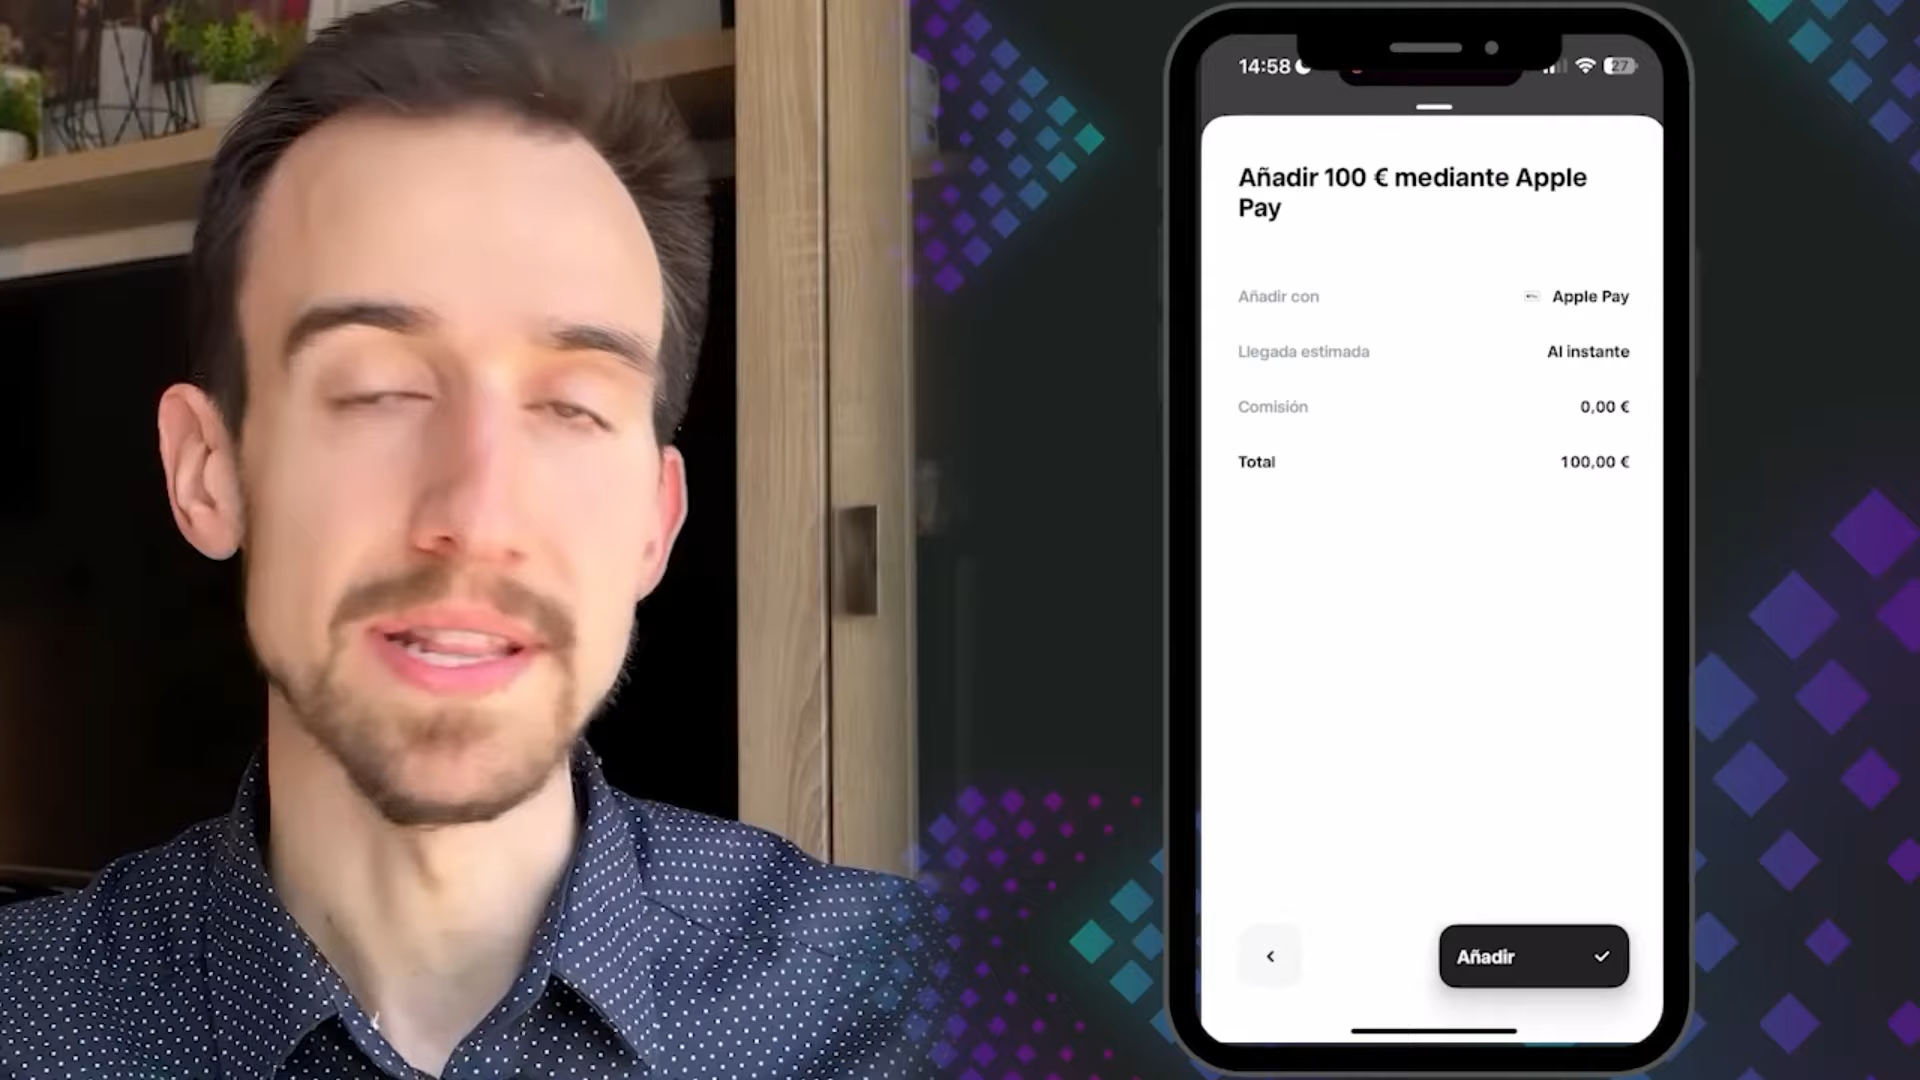 14:58
27
Añadir 100 € mediante Apple
Pay
Añadir con Apple Pay
Llegada estimada Al instante
Comisión 0,00 €
Total 100,00 €
Añadir